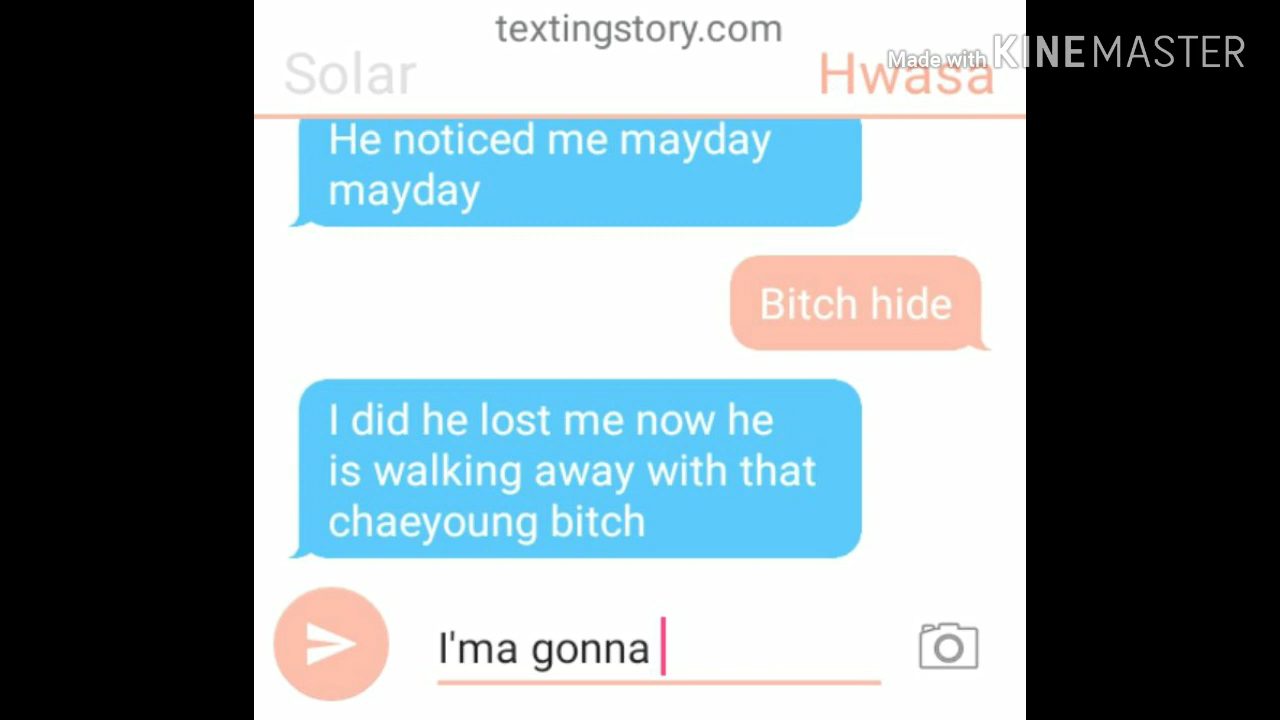 textingstory.com
Made with KINEMASTER
Solar
Hwasa
He noticed me mayday
mayday
Bitch hide
I did he lost me now he
is walking away with that
chaeyoung bitch
I'ma gonna